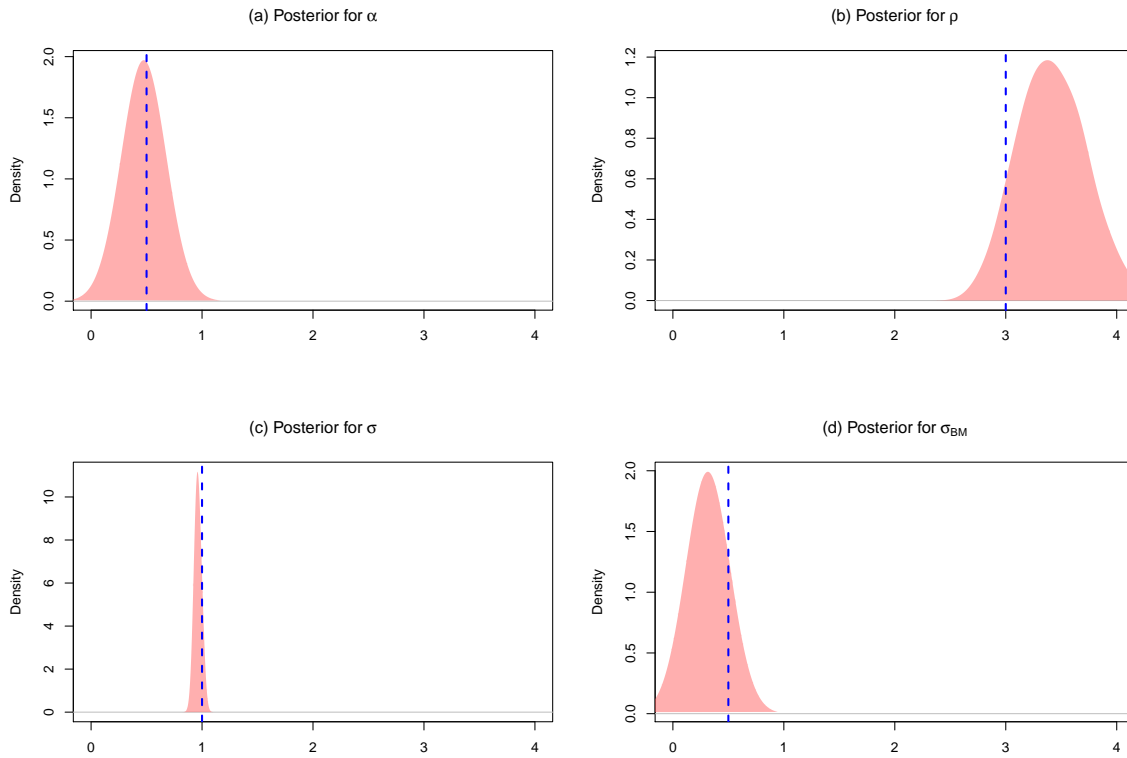 (a) Posterior for α
Density
0.0 0.5 1.0 1.5 2.0
0 1 2 3 4
(b) Posterior for ρ
Density
0.0 0.2 0.4 0.6 0.8 1.0 1.2
0 1 2 3 4
(c) Posterior for σ
Density
0 2 4 6 8 10
0 1 2 3 4
(d) Posterior for σBM
Density
0.0 0.5 1.0 1.5 2.0
0 1 2 3 4